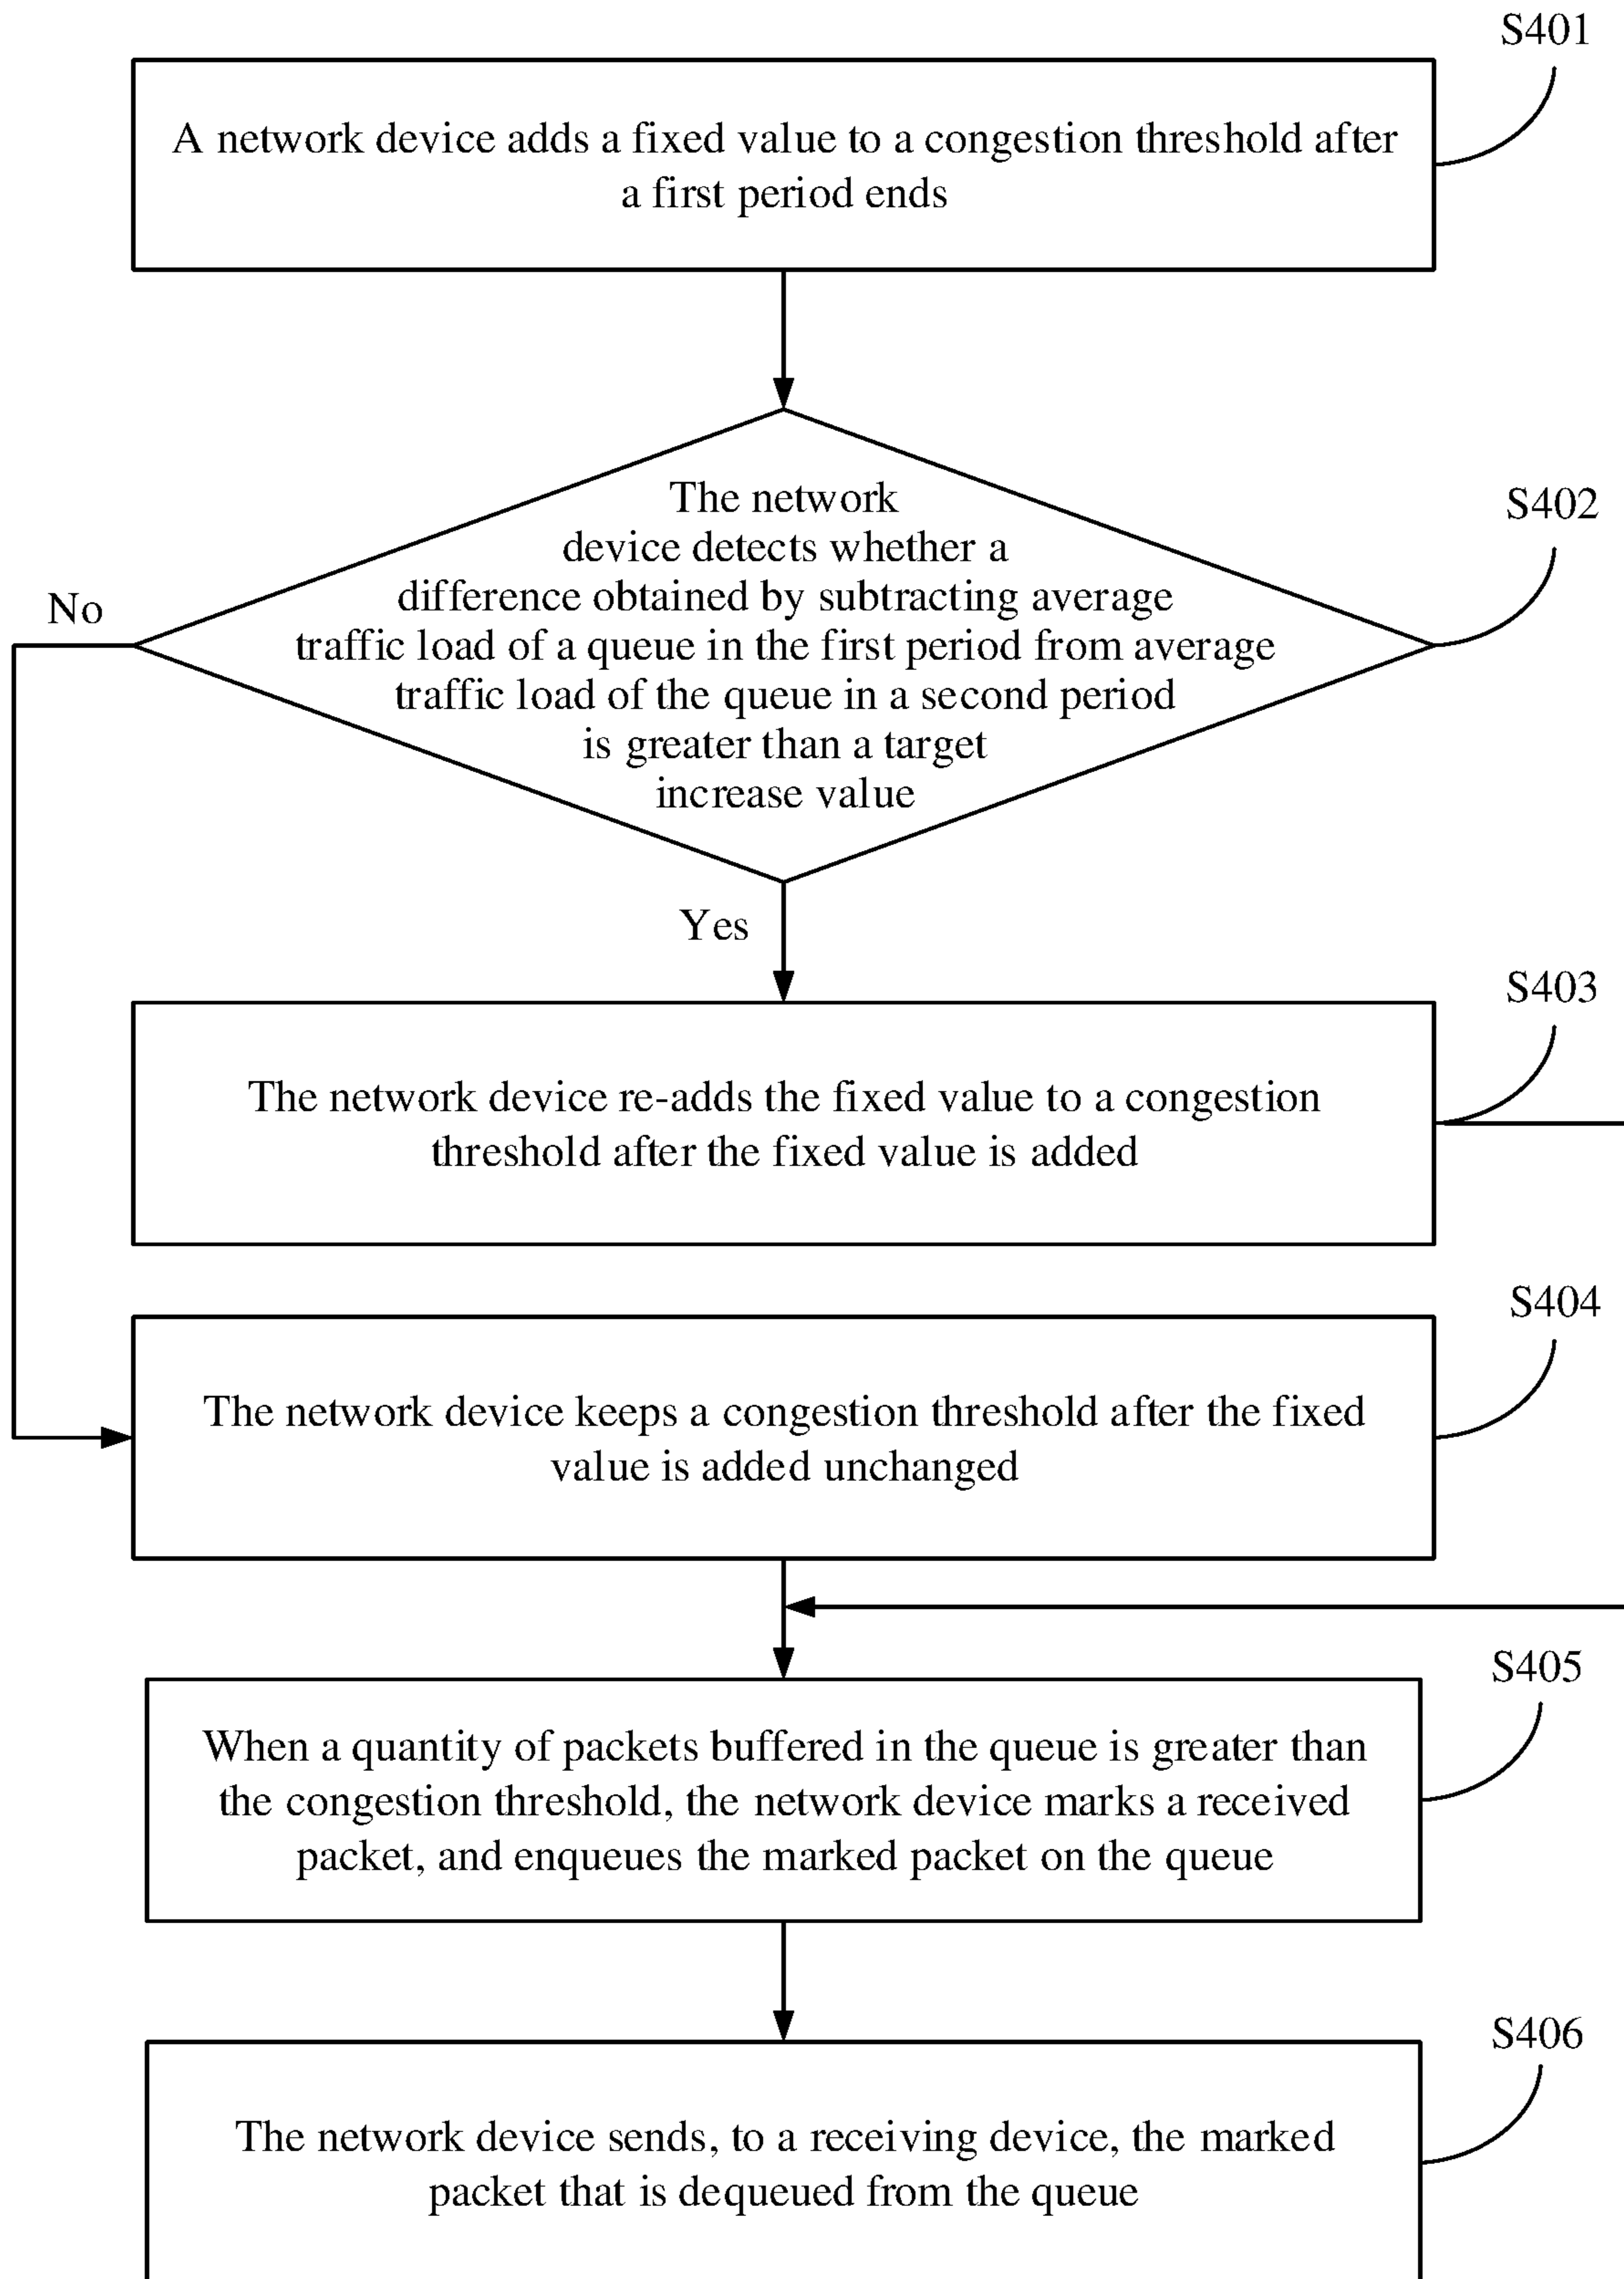 S401
A network device adds a fixed value to a congestion threshold after
a first period ends
S402
The network
device detects whether a
difference obtained by subtracting average
traffic load of a queue in the first period from average
traffic load of the queue in a second period
is greater than a target
increase value
No
Yes
S403
The network device re-adds the fixed value to a congestion
threshold after the fixed value is added
S404
The network device keeps a congestion threshold after the fixed
value is added unchanged
S405
When a quantity of packets buffered in the queue is greater than
the congestion threshold, the network device marks a received
packet, and enqueues the marked packet on the queue
S406
The network device sends, to a receiving device, the marked
packet that is dequeued from the queue